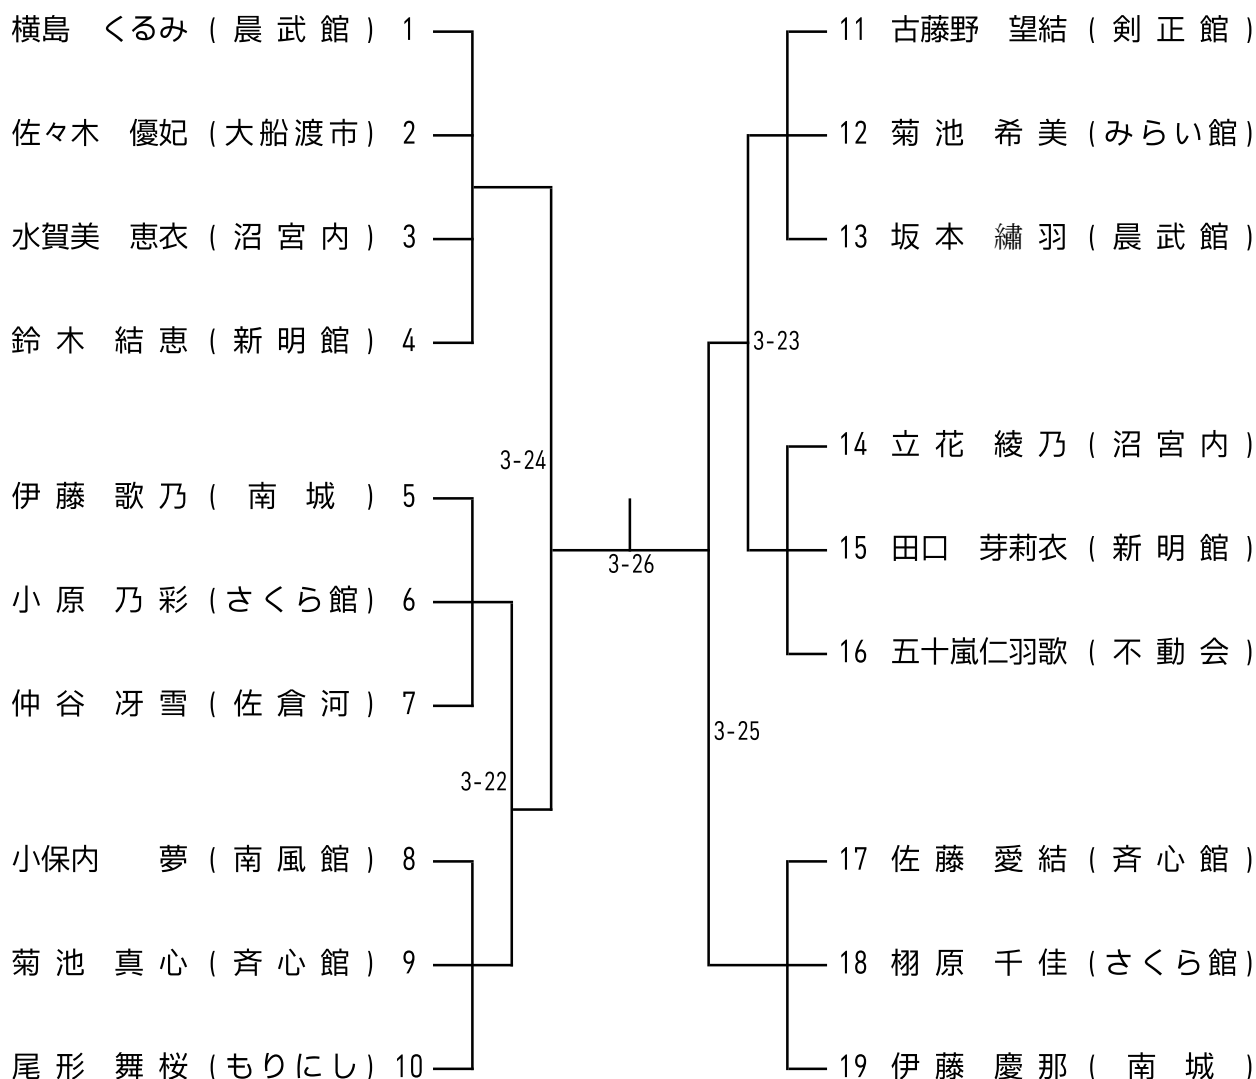 横島 くるみ (晨武館) 1
佐々木 優妃 (大船渡市) 2
水賀美 恵衣 (沼宮内) 3
鈴木 結恵 (新明館) 4
3-24
伊藤 歌乃 (南城) 5
小原 乃彩 (さくら館) 6
仲谷 冴雪 (佐倉河) 7
3-22
小保内 夢 (南風館) 8
菊池 真心 (斉心館) 9
尾形 舞桜 (もりにし) 10
3-26
11 古藤野 望結 (剣正館)
12 菊池 希美 (みらい館)
13 坂本 繡羽 (晨武館)
3-23
14 立花 綾乃 (沼宮内)
15 田口 芽莉衣 (新明館)
16 五十嵐仁羽歌 (不動会)
3-25
17 佐藤 愛結 (斉心館)
18 栩原 千佳 (さくら館)
19 伊藤 慶那 (南城)